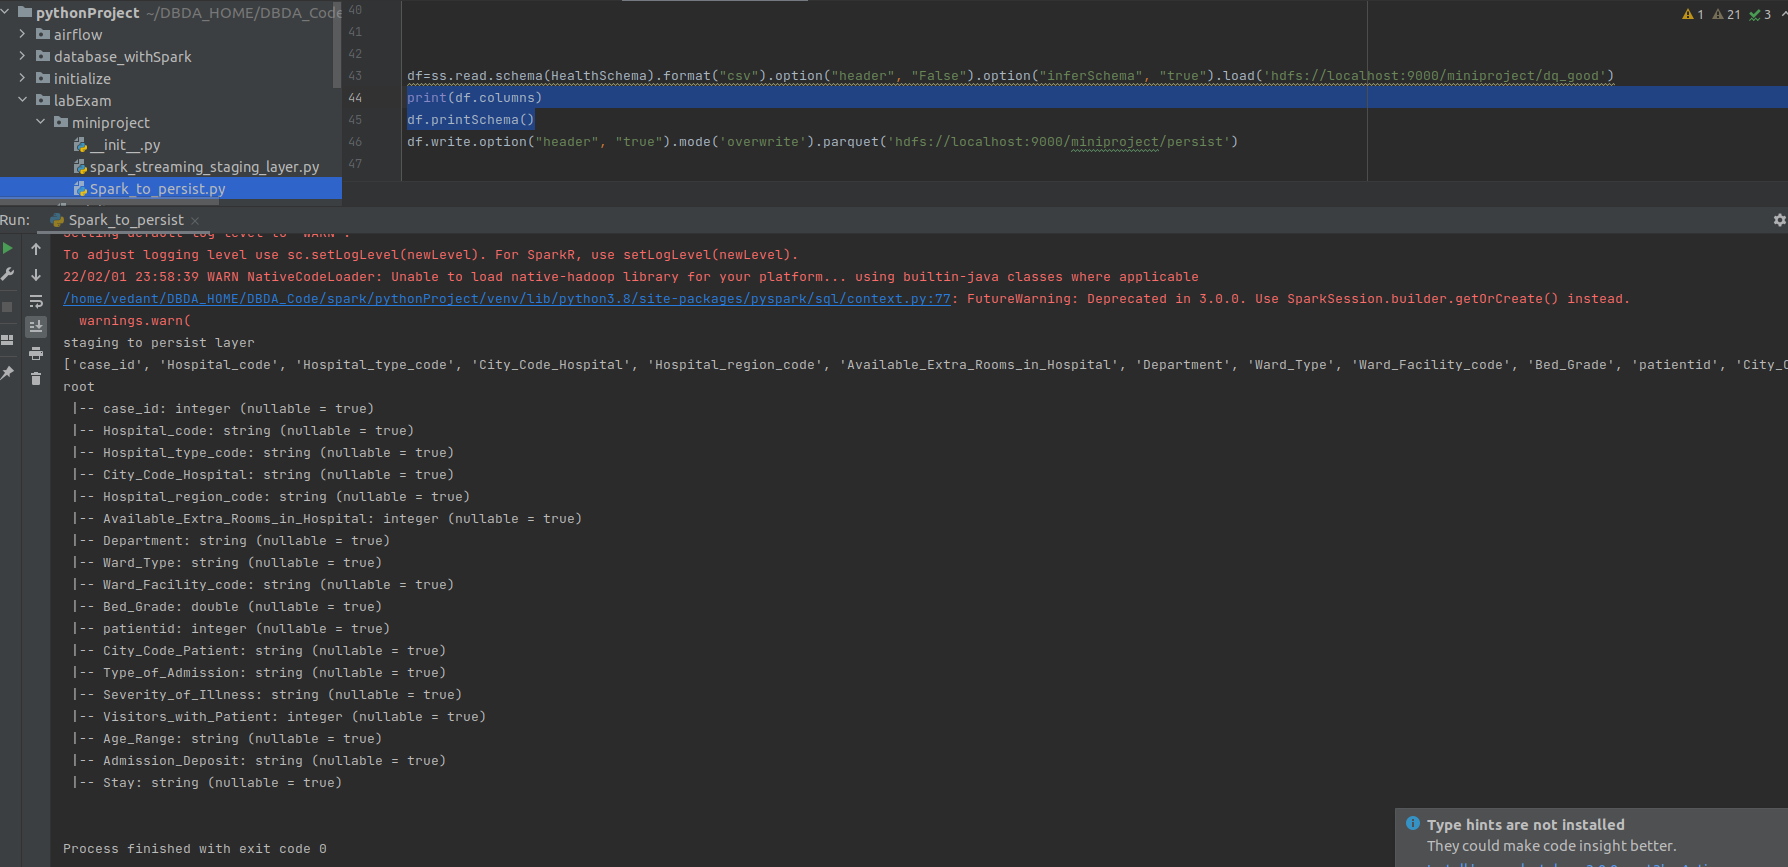 pythonProject ~/DBDA_HOME/DBDA_Code
airflow
database_withSpark
initialize
labExam
miniproject
__init__.py
spark_streaming_staging_layer.py
Spark_to_persist.py
40
41
42
43 df=ss.read.schema(HealthSchema).format("csv").option("header", "False").option("inferSchema", "true").load('hdfs://localhost:9000/miniproject/dq_good')
44 print(df.columns)
45 df.printSchema()
46 df.write.option("header", "true").mode('overwrite').parquet('hdfs://localhost:9000/miniproject/persist')
47
1 21 3
Run: Spark_to_persist
Setting default log level to "WARN".
To adjust logging level use sc.setLogLevel(newLevel). For SparkR, use setLogLevel(newLevel).
22/02/01 23:58:39 WARN NativeCodeLoader: Unable to load native-hadoop library for your platform... using builtin-java classes where applicable
/home/vedant/DBDA_HOME/DBDA_Code/spark/pythonProject/venv/lib/python3.8/site-packages/pyspark/sql/context.py:77: FutureWarning: Deprecated in 3.0.0. Use SparkSession.builder.getOrCreate() instead.
warnings.warn(
staging to persist layer
['case_id', 'Hospital_code', 'Hospital_type_code', 'City_Code_Hospital', 'Hospital_region_code', 'Available_Extra_Rooms_in_Hospital', 'Department', 'Ward_Type', 'Ward_Facility_code', 'Bed_Grade', 'patientid', 'City_C
root
|-- case_id: integer (nullable = true)
|-- Hospital_code: string (nullable = true)
|-- Hospital_type_code: string (nullable = true)
|-- City_Code_Hospital: string (nullable = true)
|-- Hospital_region_code: string (nullable = true)
|-- Available_Extra_Rooms_in_Hospital: integer (nullable = true)
|-- Department: string (nullable = true)
|-- Ward_Type: string (nullable = true)
|-- Ward_Facility_code: string (nullable = true)
|-- Bed_Grade: double (nullable = true)
|-- patientid: integer (nullable = true)
|-- City_Code_Patient: string (nullable = true)
|-- Type_of_Admission: string (nullable = true)
|-- Severity_of_Illness: string (nullable = true)
|-- Visitors_with_Patient: integer (nullable = true)
|-- Age_Range: string (nullable = true)
|-- Admission_Deposit: string (nullable = true)
|-- Stay: string (nullable = true)
Process finished with exit code 0
Type hints are not installed
They could make code insight better.